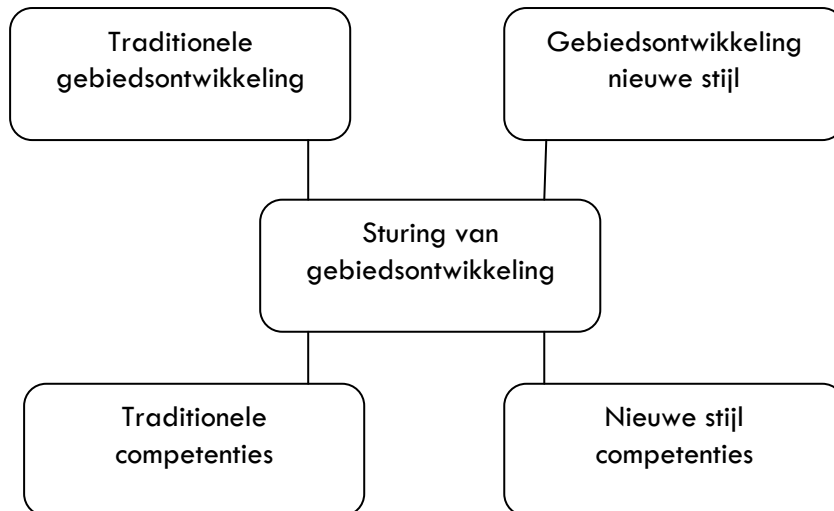 Traditionele
gebiedsontwikkeling
Gebiedsontwikkeling
nieuwe stijl
Sturing van
gebiedsontwikkeling
Traditionele
competenties
Nieuwe stijl
competenties